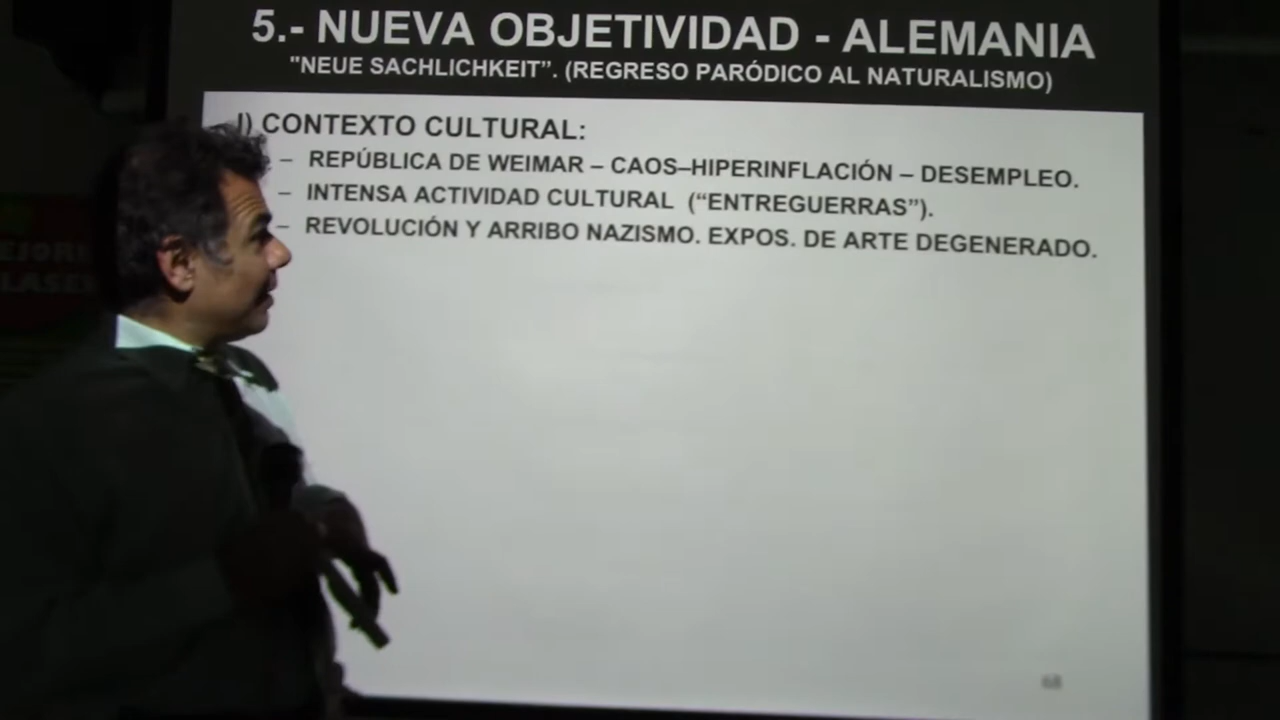 5.- NUEVA OBJETIVIDAD - ALEMANIA
"NEUE SACHLICHKEIT”. (REGRESO PARÓDICO AL NATURALISMO)
I) CONTEXTO CULTURAL:
– REPÚBLICA DE WEIMAR – CAOS–HIPERINFLACIÓN – DESEMPLEO.
– INTENSA ACTIVIDAD CULTURAL (“ENTREGUERRAS”).
– REVOLUCIÓN Y ARRIBO NAZISMO. EXPOS. DE ARTE DEGENERADO.
68